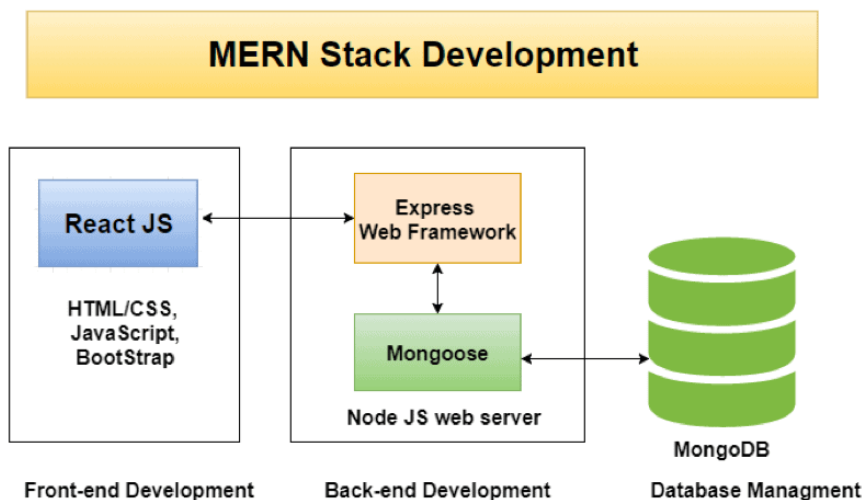 MERN Stack Development
React JS
HTML/CSS,
JavaScript,
BootStrap
Express
Web Framework
Mongoose
Node JS web server
MongoDB
Front-end Development
Back-end Development
Database Managment